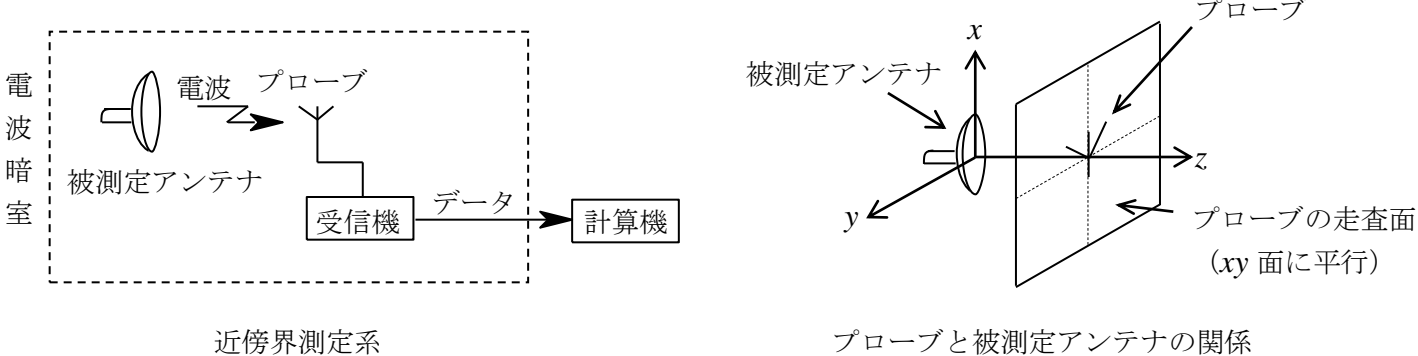 電波暗室
電波
プローブ
被測定アンテナ
受信機
データ
計算機
近傍界測定系
プローブ
x
被測定アンテナ
z
y
プローブの走査面
(xy 面に平行)
プローブと被測定アンテナの関係